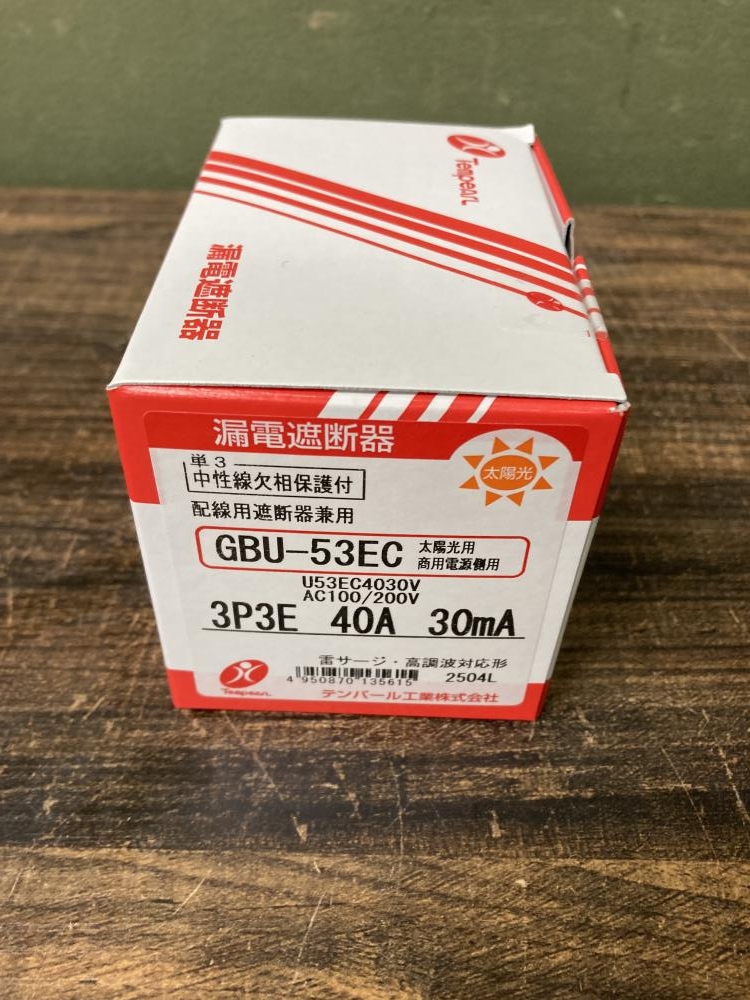 Tempearl
漏電遮断器
漏電遮断器
太陽光
単3
中性線欠相保護付
配線用遮断器兼用
GBU-53EC 太陽光用
商用電源側用
U53EC4030V
AC100/200V
3P3E 40A 30mA
雷サージ・高調波対応形
4 950870 135615
2504L
Tempearl
テンパール工業株式会社